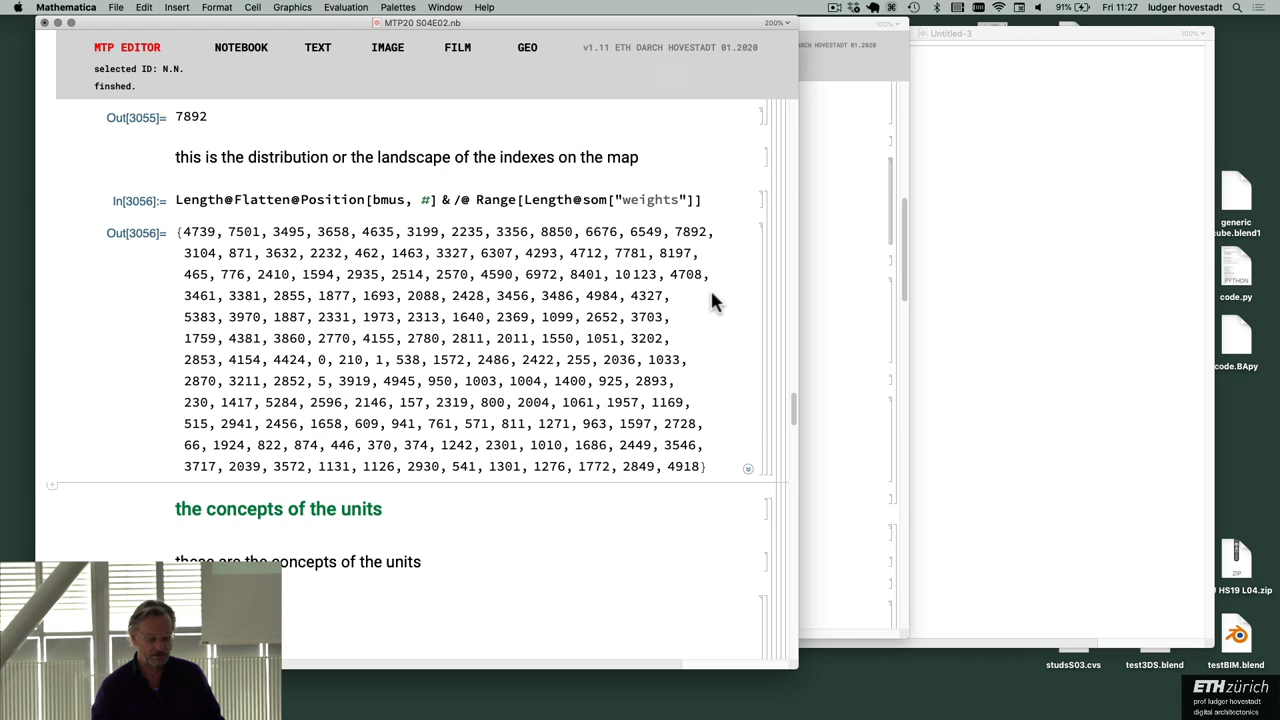 Mathematica File Edit Insert Format Cell Graphics Evaluation Palettes Window Help 91% Fri 11:27 ludger hovestadt
MTP20 S04E02.nb 200%
100%
Untitled-3 100%
MTP EDITOR NOTEBOOK TEXT IMAGE FILM GEO v1.11 ETH DARCH HOVESTADT 01.2020
ARCH HOVESTADT 01.2020
selected ID: N.N.
finshed.
Out[3055]= 7892
this is the distribution or the landscape of the indexes on the map
In[3056]:= Length@Flatten@Position[bmus, #] & /@ Range[Length@som["weights"]]
Out[3056]= {4739, 7501, 3495, 3658, 4635, 3199, 2235, 3356, 8850, 6676, 6549, 7892,
3104, 871, 3632, 2232, 462, 1463, 3327, 6307, 4293, 4712, 7781, 8197,
465, 776, 2410, 1594, 2935, 2514, 2570, 4590, 6972, 8401, 10123, 4708,
3461, 3381, 2855, 1877, 1693, 2088, 2428, 3456, 3486, 4984, 4327,
5383, 3970, 1887, 2331, 1973, 2313, 1640, 2369, 1099, 2652, 3703,
1759, 4381, 3860, 2770, 4155, 2780, 2811, 2011, 1550, 1051, 3202,
2853, 4154, 4424, 0, 210, 1, 538, 1572, 2486, 2422, 255, 2036, 1033,
2870, 3211, 2852, 5, 3919, 4945, 950, 1003, 1004, 1400, 925, 2893,
230, 1417, 5284, 2596, 2146, 157, 2319, 800, 2004, 1061, 1957, 1169,
515, 2941, 2456, 1658, 609, 941, 761, 571, 811, 1271, 963, 1597, 2728,
66, 1924, 822, 874, 446, 370, 374, 1242, 2301, 1010, 1686, 2449, 3546,
3717, 2039, 3572, 1131, 1126, 2930, 541, 1301, 1276, 1772, 2849, 4918}
the concepts of the units
these are the concepts of the units
generic
cube.blend1
PYTHON
code.py
code.BApy
ZIP
HS19 L04.zip
studsS03.cvs test3DS.blend testBIM.blend
ETH zürich
prof ludger hovestadt
digital architectonics